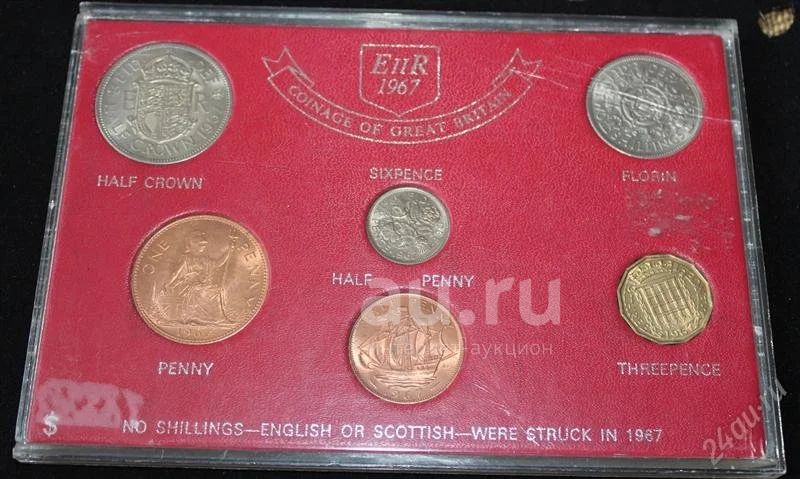 EIIR
1967
COINAGE OF GREAT BRITAIN
HALF CROWN
SIXPENCE
FLORIN
ONE PENNY
HALF PENNY
au.ru
PENNY
THREEPENCE
$ NO SHILLINGS—ENGLISH OR SCOTTISH—WERE STRUCK IN 1967
24au.ru